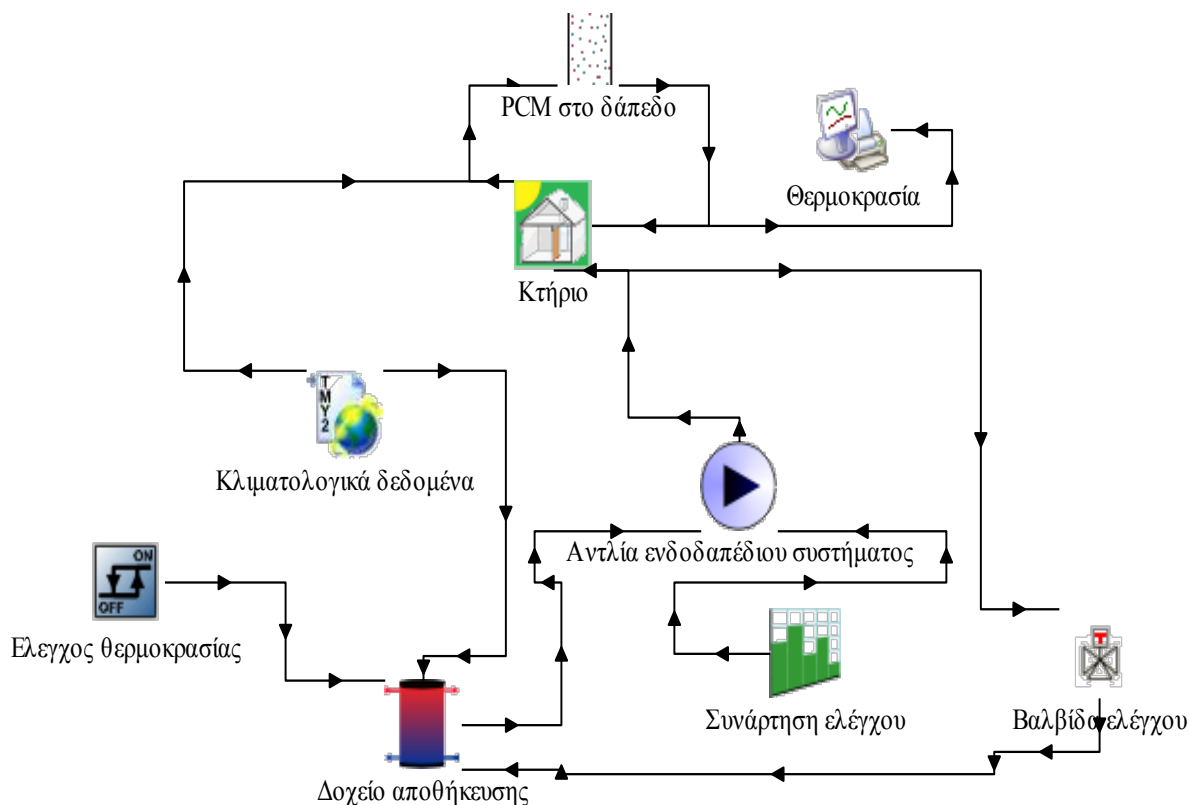 PCM στο δάπεδο
Θερμοκρασία
Κτήριο
TMY2
Κλιματολογικά δεδομένα
Αντλία ενδοδαπέδιου συστήματος
ON
OFF
Ελεγχος θερμοκρασίας
Συνάρτηση ελέγχου
T
Βαλβίδα ελέγχου
Δοχείο αποθήκευσης